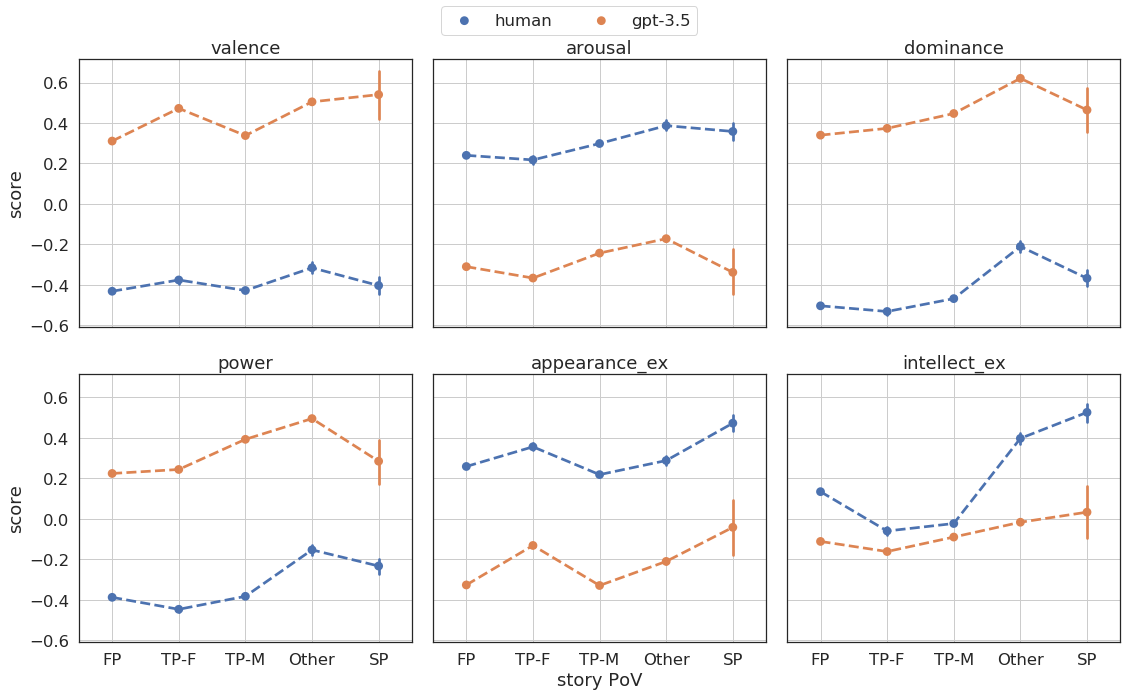 human gpt-3.5
valence arousal dominance
0.6
0.4
0.2
0.0
−0.2
−0.4
−0.6
score
power appearance_ex intellect_ex
0.6
0.4
0.2
0.0
−0.2
−0.4
−0.6
score
FP TP-F TP-M Other SP FP TP-F TP-M Other SP FP TP-F TP-M Other SP
story PoV